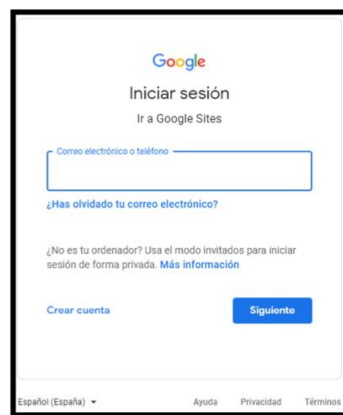 Google
Iniciar sesión
Ir a Google Sites
Correo electrónico o teléfono
¿Has olvidado tu correo electrónico?
¿No es tu ordenador? Usa el modo invitados para iniciar
sesión de forma privada. Más información
Crear cuenta
Siguiente
Español (España)
Ayuda
Privacidad
Términos